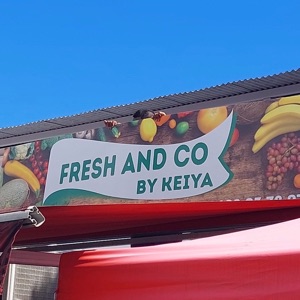 FRESH AND CO
BY KEIYA